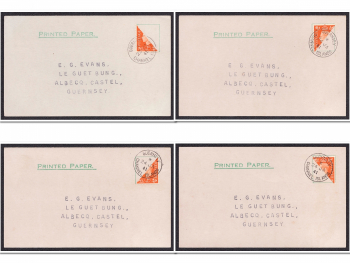 PRINTED PAPER.
E. G. EVANS.
LE GUET BUNG.,
ALBECQ, CASTEL,
GUERNSEY
PRINTED PAPER.
E. G. EVANS.
LE GUET BUNG.,
ALBECQ, CASTEL,
GUERNSEY
PRINTED PAPER.
E. G. EVANS.
LE GUET BUNG.,
ALBECQ, CASTEL,
GUERNSEY
PRINTED PAPER.
E. G. EVANS.
LE GUET BUNG.,
ALBECQ, CASTEL,
GUERNSEY